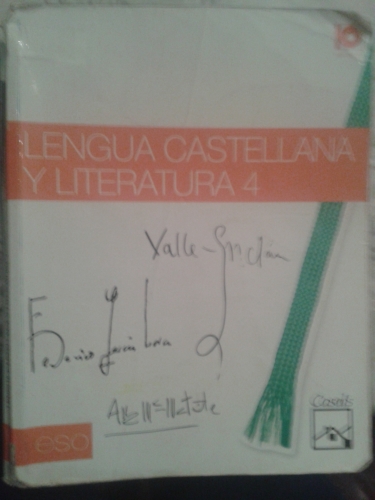 LENGUA CASTELLANA
Y LITERATURA 4
Valle-Inclán
Federico García Lorca
Casals
eso